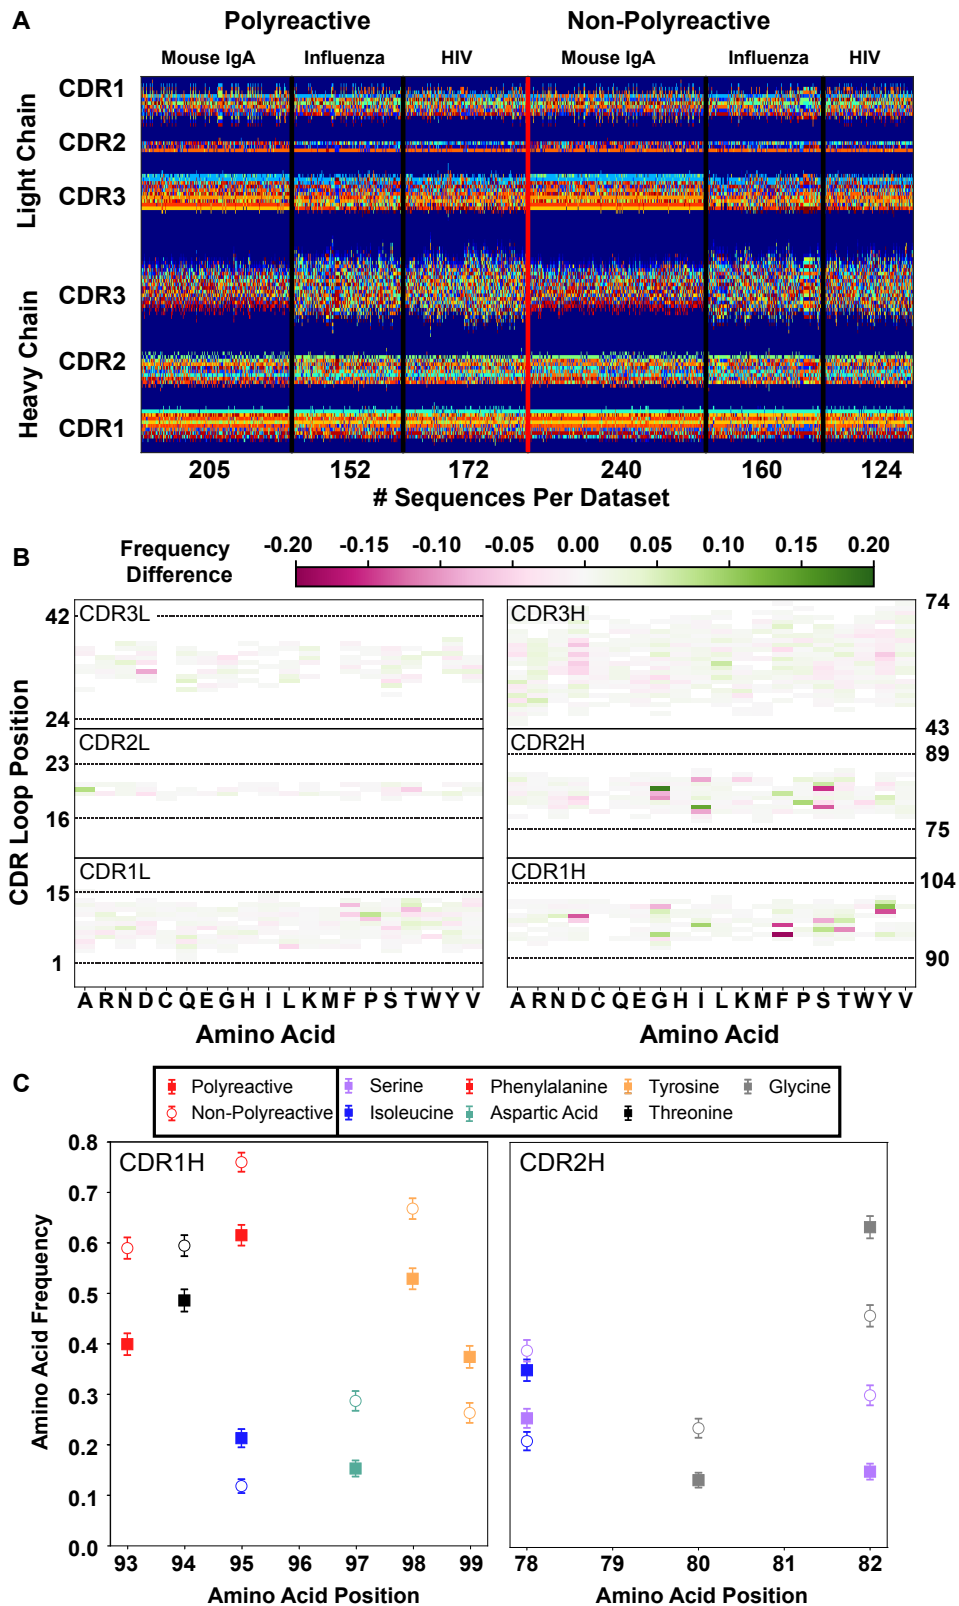 A
Polyreactive Non-Polyreactive
Mouse IgA Influenza HIV Mouse IgA Influenza HIV
Light Chain
CDR1
CDR2
CDR3
Heavy Chain
CDR3
CDR2
CDR1
205 152 172 240 160 124
# Sequences Per Dataset
B
Frequency Difference
-0.20 -0.15 -0.10 -0.05 0.00 0.05 0.10 0.15 0.20
CDR Loop Position
CDR3L
42
24
CDR2L
23
16
CDR1L
15
1
A R N D C Q E G H I L K M F P S T W Y V
Amino Acid
CDR3H
74
43
CDR2H
89
75
CDR1H
104
90
A R N D C Q E G H I L K M F P S T W Y V
Amino Acid
C
Polyreactive Serine Phenylalanine Tyrosine Glycine
Non-Polyreactive Isoleucine Aspartic Acid Threonine
Amino Acid Frequency
0.8
0.7
0.6
0.5
0.4
0.3
0.2
0.1
0.0
CDR1H
93 94 95 96 97 98 99
Amino Acid Position
CDR2H
78 79 80 81 82
Amino Acid Position